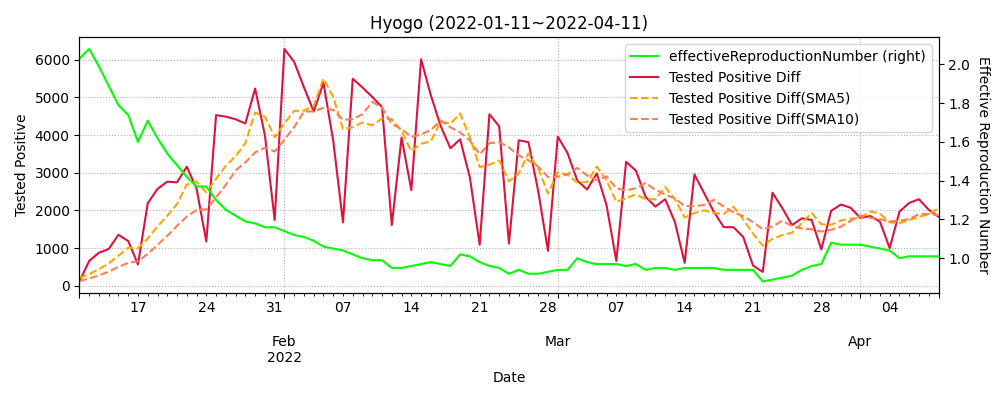 Hyogo (2022-01-11~2022-04-11)
effectiveReproductionNumber (right)
Tested Positive Diff
Tested Positive Diff(SMA5)
Tested Positive Diff(SMA10)
Tested Positive
6000
5000
4000
3000
2000
1000
0
2.0
1.8
1.6
1.4
1.2
1.0
Effective Reproduction Number
17 24 31 07 14 21 28 07 14 21 28 04
Feb Mar Apr
2022
Date